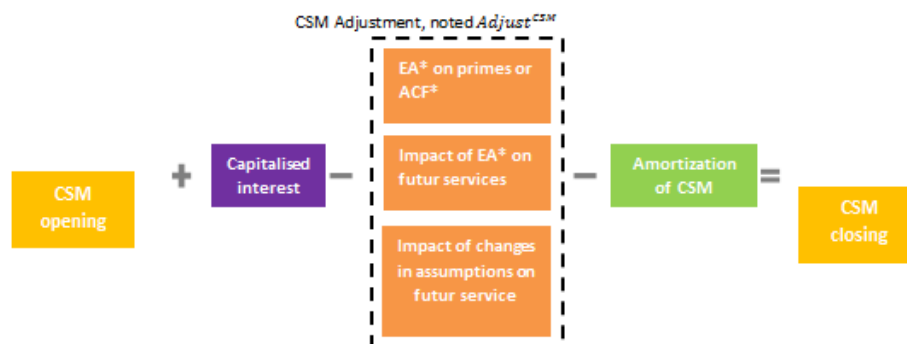 CSM Adjustment, noted Adjust^CSM
EA* on primes or
ACF*
+
Capitalised
interest
−
Impact of EA* on
futur services
−
Amortization
of CSM
=
CSM
opening
CSM
closing
Impact of changes
in assumptions on
futur service